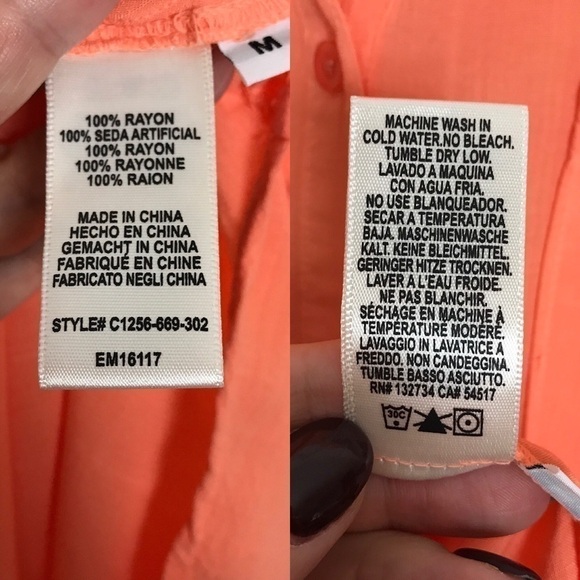 M
100% RAYON
100% SEDA ARTIFICIAL
100% RAYON
100% RAYONNE
100% RAION
MADE IN CHINA
HECHO EN CHINA
GEMACHT IN CHINA
FABRIQUÉ EN CHINE
FABRICATO NEGLI CHINA
STYLE# C1256-669-302
EM16117
MACHINE WASH IN
COLD WATER.NO BLEACH.
TUMBLE DRY LOW.
LAVADO A MAQUINA
CON AGUA FRIA.
NO USE BLANQUEADOR.
SECAR A TEMPERATURA
BAJA. MASCHINENWASCHE
KALT. KEINE BLEICHMITTEL.
GERINGER HITZE TROCKNEN.
LAVER À L'EAU FROIDE.
NE PAS BLANCHIR.
SÉCHAGE EN MACHINE À
TEMPÉRATURE MODÉRÉ.
LAVAGGIO IN LAVATRICE A
FREDDO. NON CANDEGGINA.
TUMBLE BASSO ASCIUTTO.
RN# 132734 CA# 54517
30C